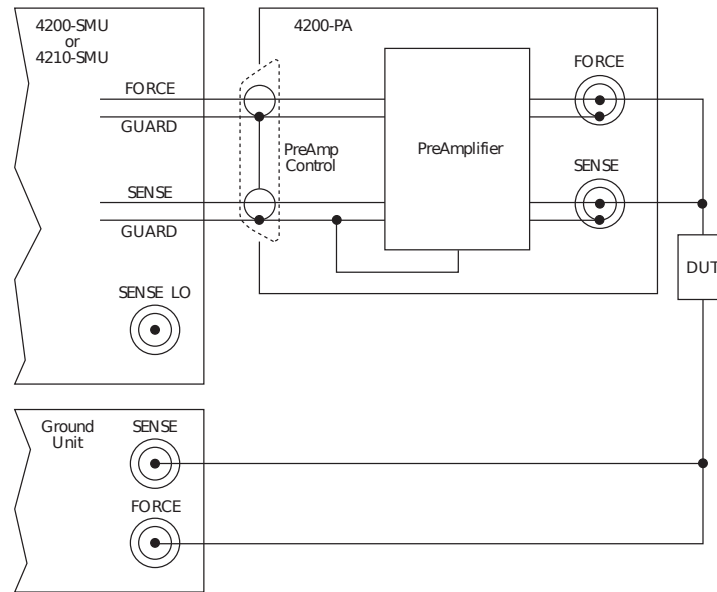 4200-SMU
or
4210-SMU
4200-PA
FORCE
GUARD
SENSE
GUARD
SENSE LO
PreAmp
Control
PreAmplifier
FORCE
SENSE
DUT
Ground
Unit
SENSE
FORCE